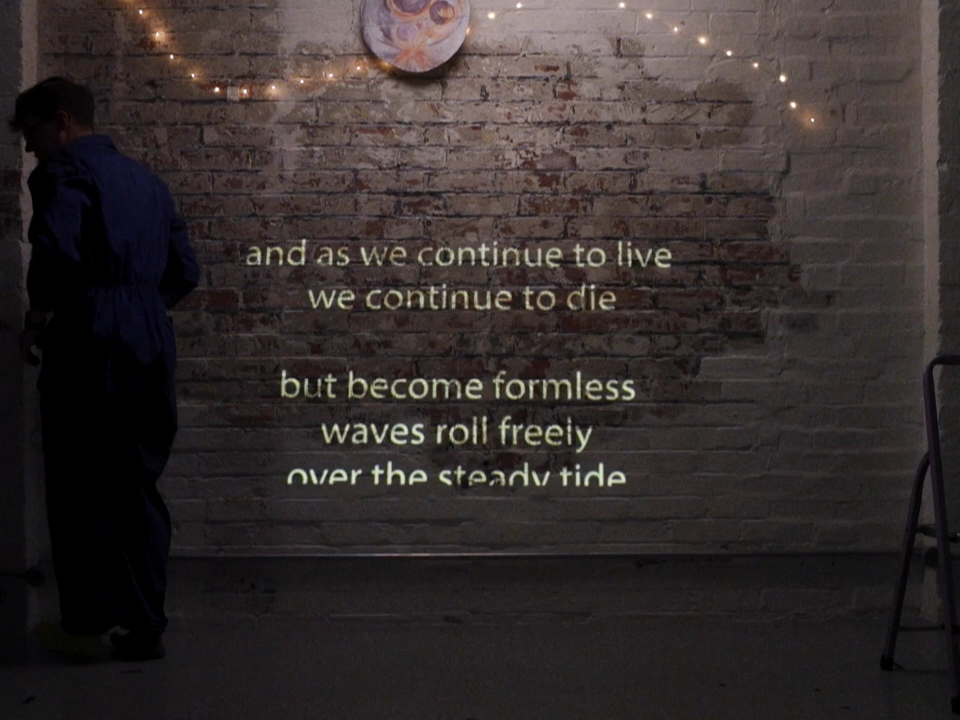 and as we continue to live
we continue to die
but become formless
waves roll freely
over the steady tide